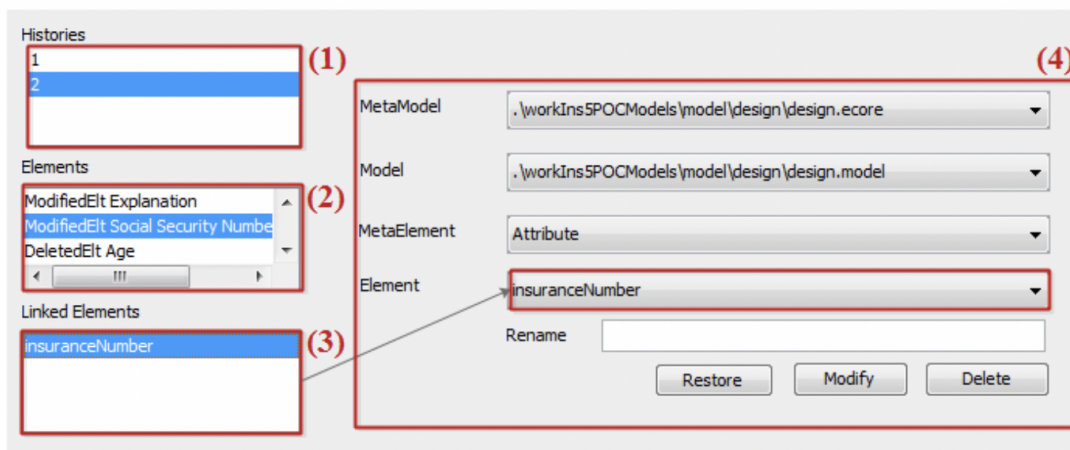 Histories
1
2
(1)
Elements
ModifiedElt Explanation
ModifiedElt Social Security Numbe
DeletedElt Age
(2)
Linked Elements
insuranceNumber
(3)
(4)
MetaModel
.\workIns5POCModels\model\design\design.ecore
Model
.\workIns5POCModels\model\design\design.model
MetaElement
Attribute
Element
insuranceNumber
Rename
Restore
Modify
Delete